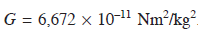 G = 6,672 × 10⁻¹¹ Nm²/kg².